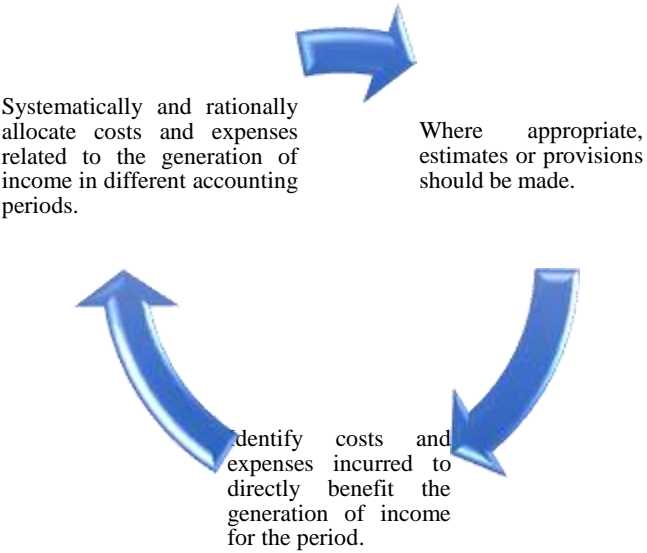 Systematically and rationally
allocate costs and expenses
related to the generation of
income in different accounting
periods.
Where appropriate,
estimates or provisions
should be made.
Identify costs and
expenses incurred to
directly benefit the
generation of income
for the period.